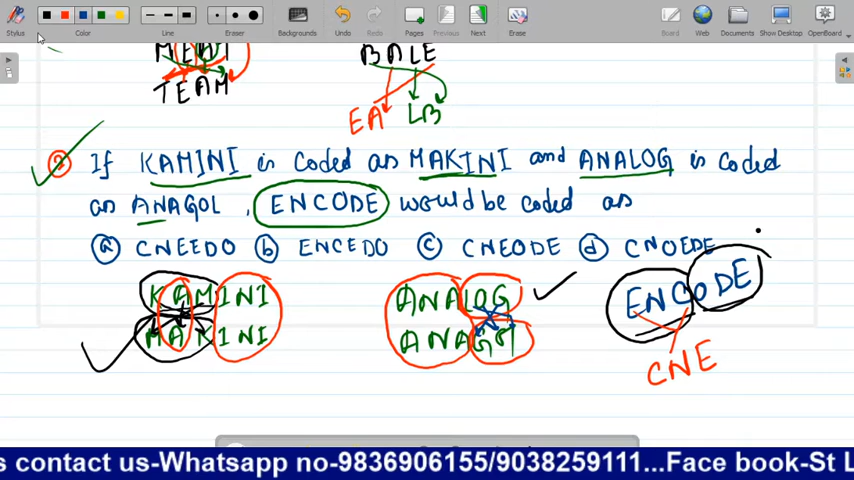 Stylus
Color
Line
Eraser
Backgrounds
Undo
Redo
Pages
Previous
Next
Erase
Board
Web
Documents
Show Desktop
OpenBoard
TEAM
BALE
EA LB
② If KAMINI is coded as MAKINI and ANALOG is coded
as ANAGOL , ENCODE would be coded as
ⓐ CNEEDO ⓑ ENCEDO ⓒ CNEODE ⓓ CNOEDE
KAMINI ANALOG ENCODE
MAKINI
CNE
s contact us-Whatsapp no-9836906155/9038259111...Face book-St L